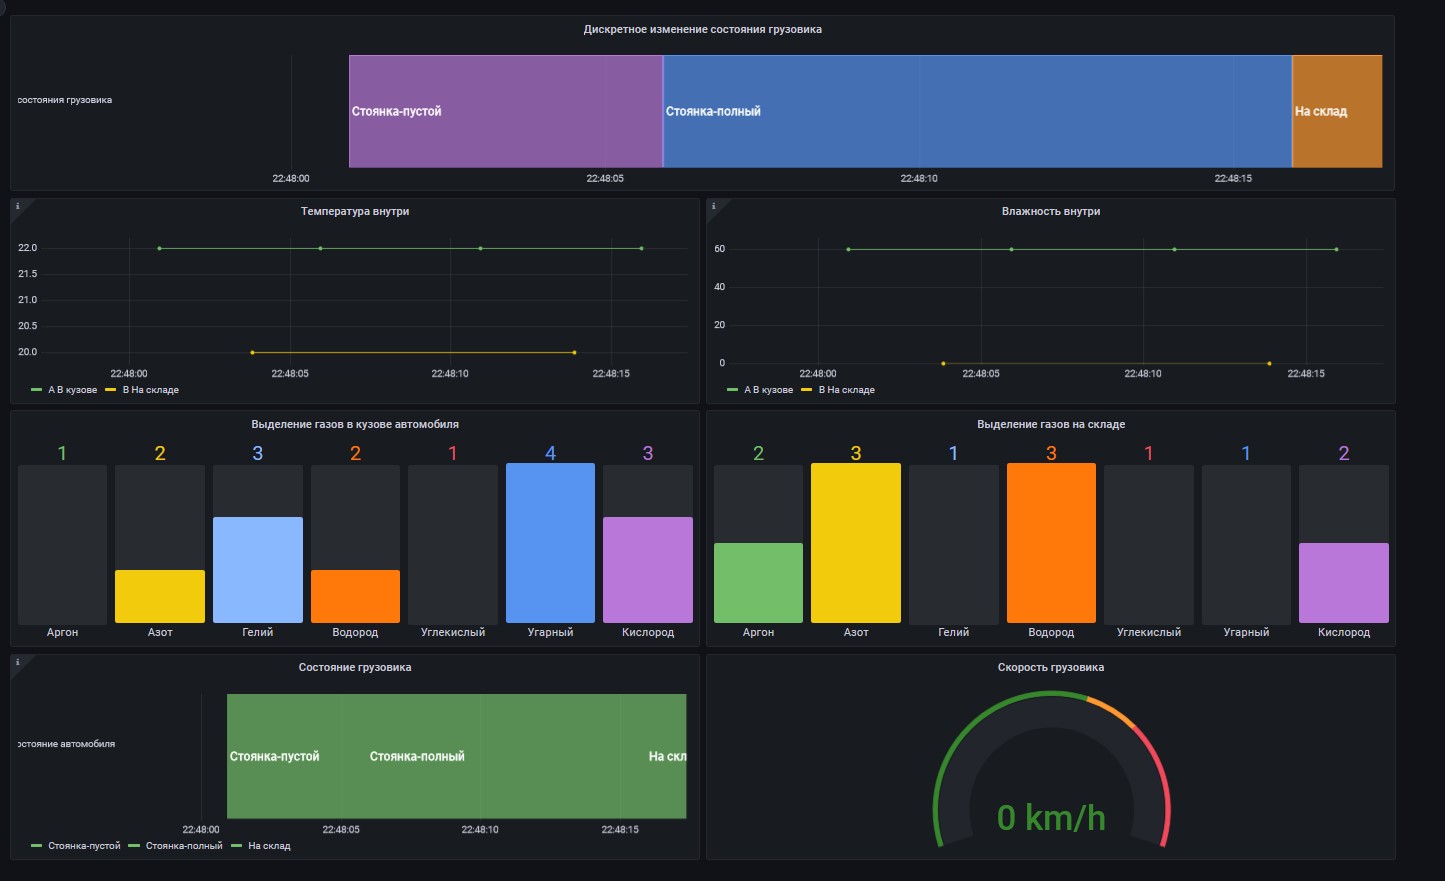 Дискретное изменение состояния грузовика
состояния грузовика
Стоянка-пустой Стоянка-полный На склад
22:48:00 22:48:05 22:48:10 22:48:15
i Температура внутри
22.0
21.5
21.0
20.5
20.0
22:48:00 22:48:05 22:48:10 22:48:15
A В кузове B На складе
i Влажность внутри
60
40
20
0
22:48:00 22:48:05 22:48:10 22:48:15
A В кузове B На складе
Выделение газов в кузове автомобиля
1 2 3 2 1 4 3
Аргон Азот Гелий Водород Углекислый Угарный Кислород
Выделение газов на складе
2 3 1 3 1 1 2
Аргон Азот Гелий Водород Углекислый Угарный Кислород
i Состояние грузовика
остояние автомобиля
Стоянка-пустой Стоянка-полный На скл
22:48:00 22:48:05 22:48:10 22:48:15
Стоянка-пустой Стоянка-полный На склад
Скорость грузовика
0 km/h